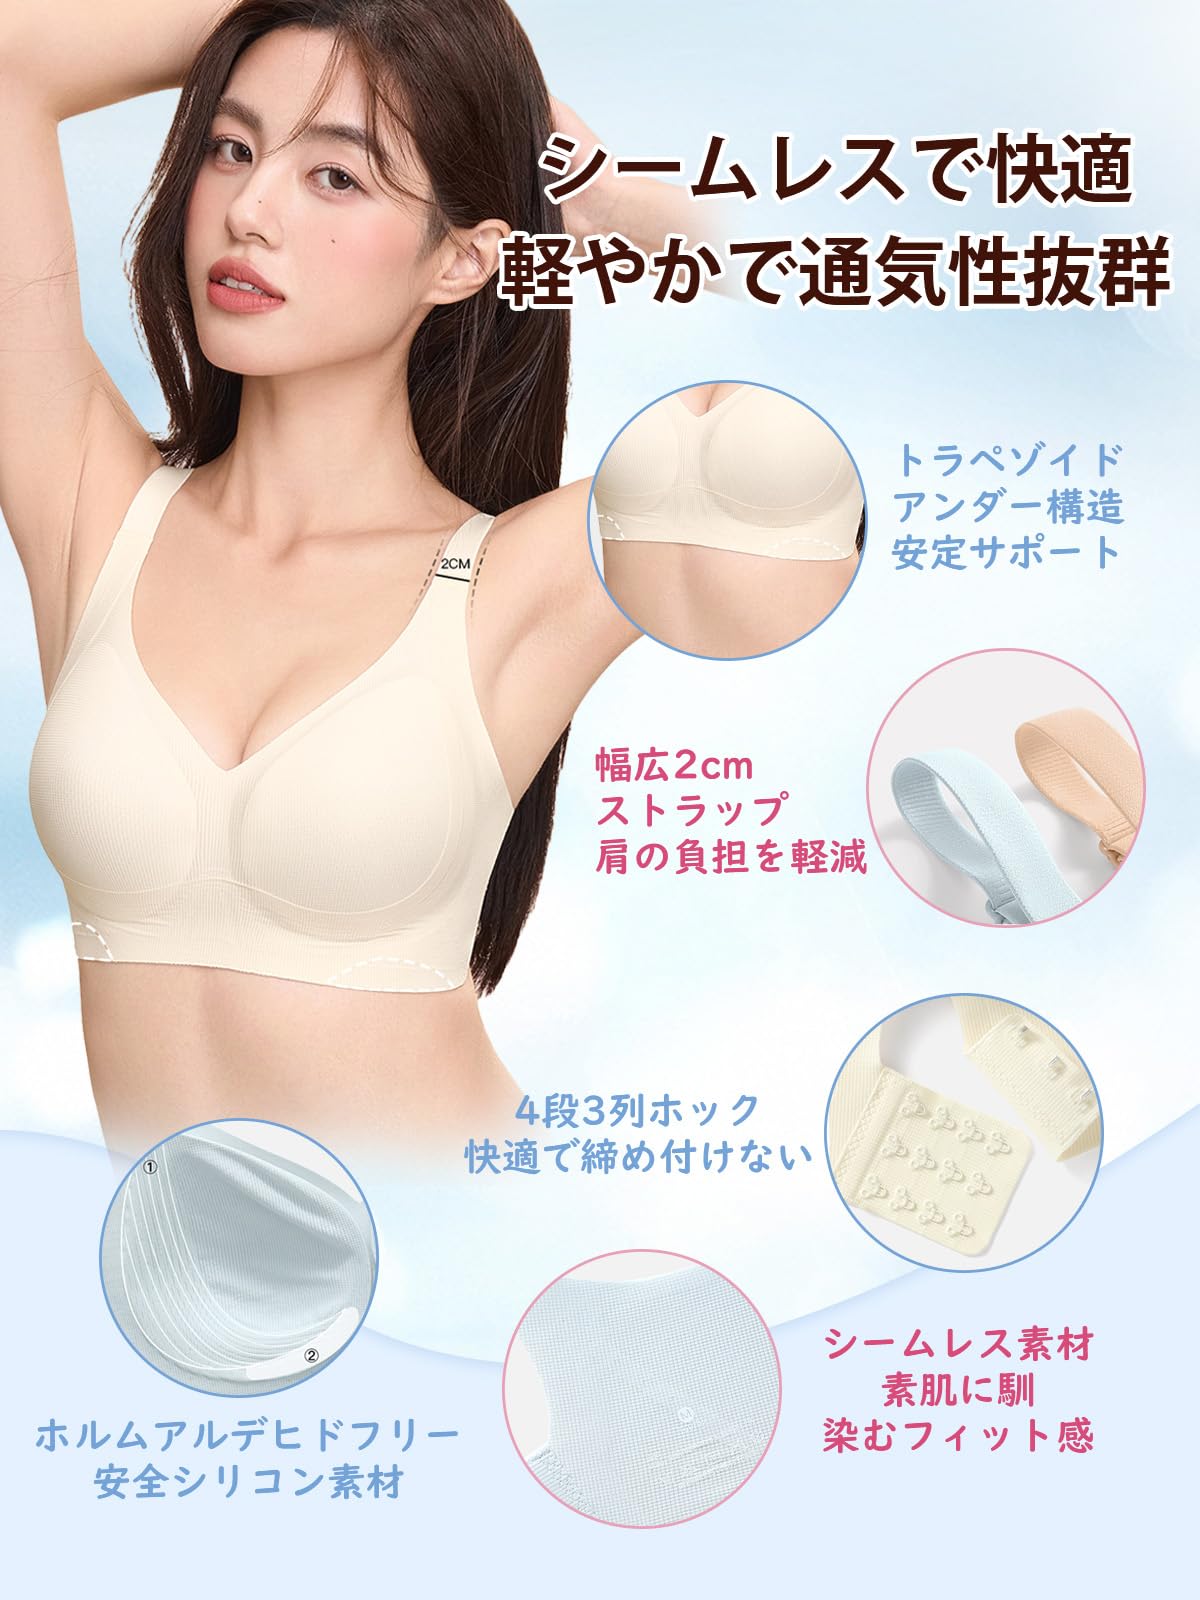 シームレスで快適
軽やかで通気性抜群
トラペゾイド
アンダー構造
安定サポート
2CM
幅広2cm
ストラップ
肩の負担を軽減
4段3列ホック
快適で締め付けない
①
②
ホルムアルデヒドフリー
安全シリコン素材
シームレス素材
素肌に馴
染むフィット感